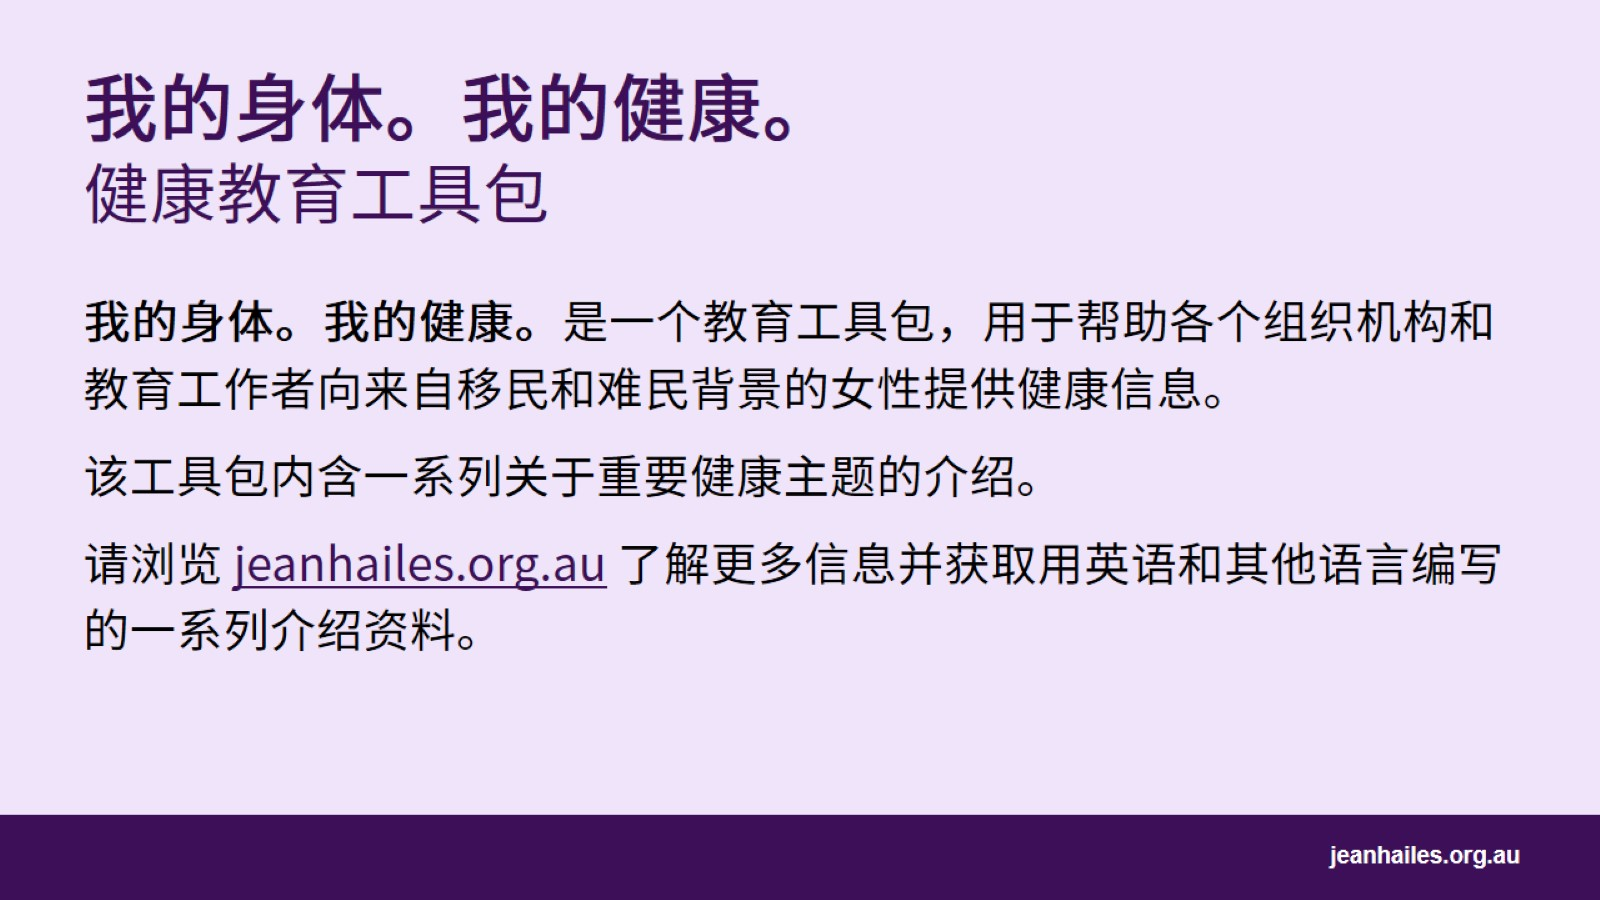 我的身体。我的健康。
健康教育工具包
我的身体。我的健康。是一个教育工具包，用于帮助各个组织机构和
教育工作者向来自移民和难民背景的女性提供健康信息。
该工具包内含一系列关于重要健康主题的介绍。
请浏览 jeanhailes.org.au 了解更多信息并获取用英语和其他语言编写
的一系列介绍资料。
jeanhailes.org.au